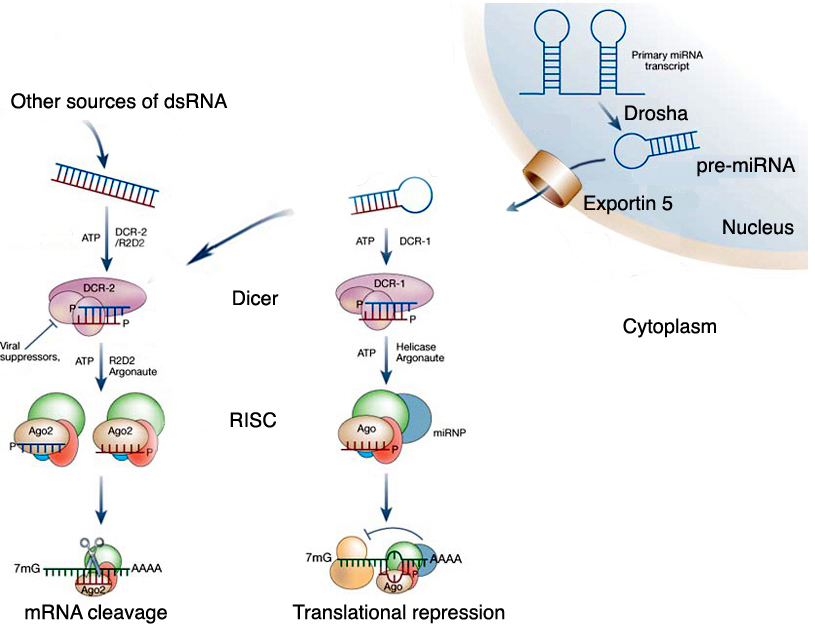 Primary miRNA
transcript
Other sources of dsRNA
Drosha
pre-miRNA
Exportin 5
Nucleus
ATP
DCR-2
/R2D2
ATP
DCR-1
DCR-2
P
P
DCR-1
P
P
Dicer
Cytoplasm
Viral
suppressors,
ATP
R2D2
Argonaute
ATP
Helicase
Argonaute
Ago2
P
Ago2
P
RISC
Ago
P
miRNP
7mG
AAAA
Ago2
7mG
AAAA
P
Ago
mRNA cleavage
Translational repression